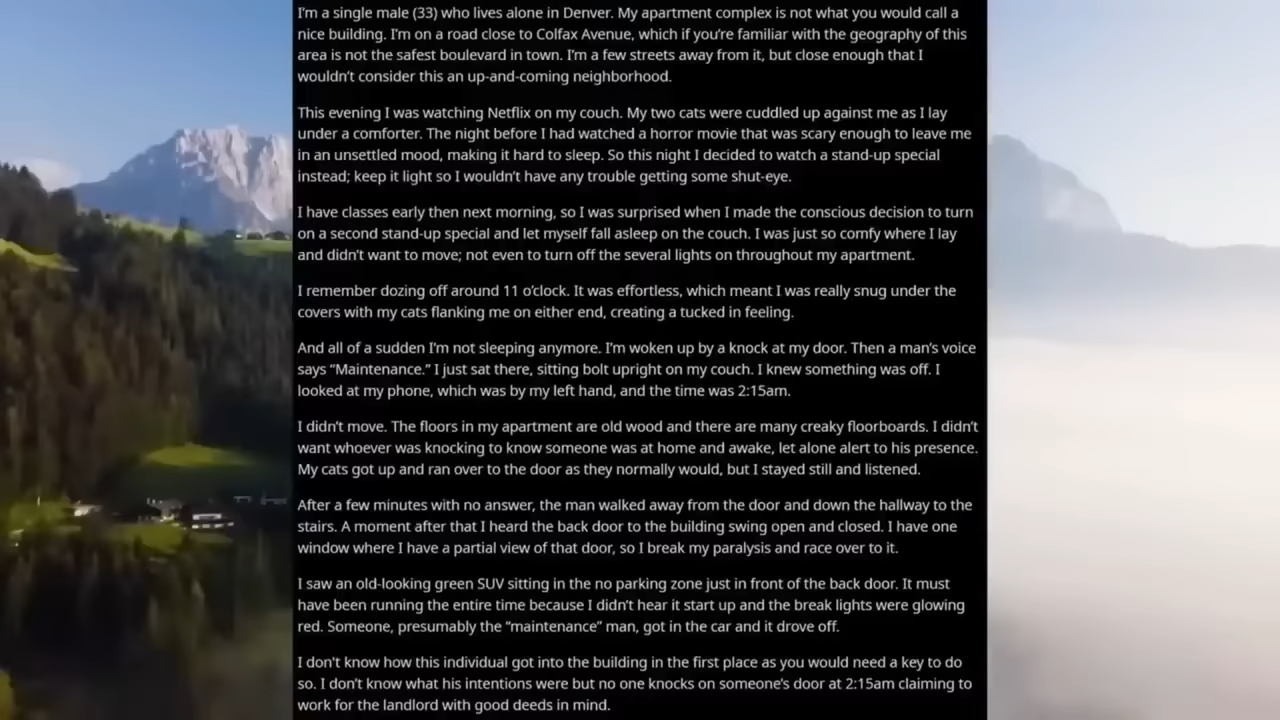 I'm a single male (33) who lives alone in Denver. My apartment complex is not what you would call a
nice building. I'm on a road close to Colfax Avenue, which if you're familiar with the geography of this
area is not the safest boulevard in town. I'm a few streets away from it, but close enough that I
wouldn't consider this an up-and-coming neighborhood.
This evening I was watching Netflix on my couch. My two cats were cuddled up against me as I lay
under a comforter. The night before I had watched a horror movie that was scary enough to leave me
in an unsettled mood, making it hard to sleep. So this night I decided to watch a stand-up special
instead; keep it light so I wouldn't have any trouble getting some shut-eye.
I have classes early then next morning, so I was surprised when I made the conscious decision to turn
on a second stand-up special and let myself fall asleep on the couch. I was just so comfy where I lay
and didn't want to move; not even to turn off the several lights on throughout my apartment.
I remember dozing off around 11 o'clock. It was effortless, which meant I was really snug under the
covers with my cats flanking me on either end, creating a tucked in feeling.
And all of a sudden I'm not sleeping anymore. I'm woken up by a knock at my door. Then a man's voice
says "Maintenance." I just sat there, sitting bolt upright on my couch. I knew something was off. I
looked at my phone, which was by my left hand, and the time was 2:15am.
I didn't move. The floors in my apartment are old wood and there are many creaky floorboards. I didn't
want whoever was knocking to know someone was at home and awake, let alone alert to his presence.
My cats got up and ran over to the door as they normally would, but I stayed still and listened.
After a few minutes with no answer, the man walked away from the door and down the hallway to the
stairs. A moment after that I heard the back door to the building swing open and closed. I have one
window where I have a partial view of that door, so I break my paralysis and race over to it.
I saw an old-looking green SUV sitting in the no parking zone just in front of the back door. It must
have been running the entire time because I didn't hear it start up and the break lights were glowing
red. Someone, presumably the "maintenance" man, got in the car and it drove off.
I don't know how this individual got into the building in the first place as you would need a key to do
so. I don't know what his intentions were but no one knocks on someone's door at 2:15am claiming to
work for the landlord with good deeds in mind.